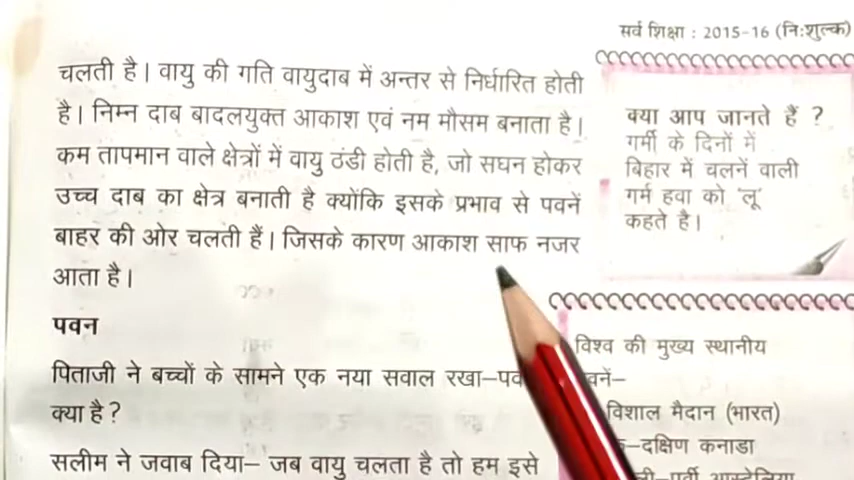 सर्व शिक्षा : 2015-16 (नि:शुल्क)
चलती है। वायु की गति वायुदाब में अन्तर से निर्धारित होती
है। निम्न दाब बादलयुक्त आकाश एवं नम मौसम बनाता है।
कम तापमान वाले क्षेत्रों में वायु ठंडी होती है, जो सघन होकर
उच्च दाब का क्षेत्र बनाती है क्योंकि इसके प्रभाव से पवनें
बाहर की ओर चलती हैं। जिसके कारण आकाश साफ नजर
आता है।
पवन
पिताजी ने बच्चों के सामने एक नया सवाल रखा–
क्या है?
सलीम ने जवाब दिया– जब वायु चलता है तो हम इसे
क्या आप जानते हैं ?
गर्मी के दिनों में
बिहार में चलनें वाली
गर्म हवा को 'लू'
कहते है।
विश्व की मुख्य स्थानीय
विशाल मैदान (भारत)
–दक्षिण कनाडा